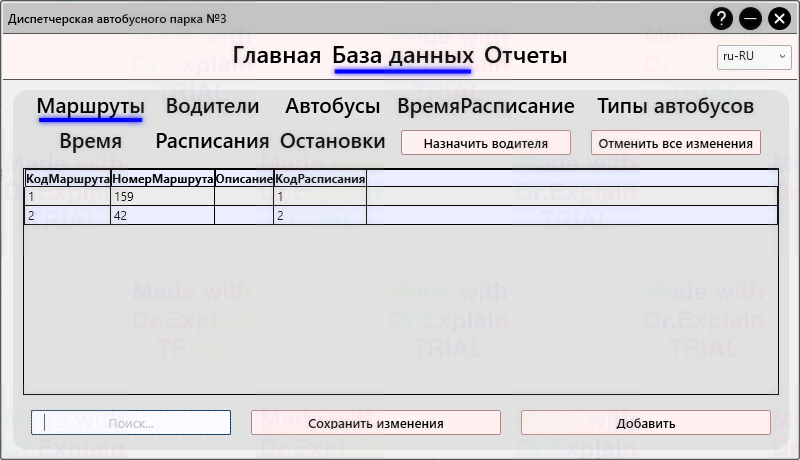 Диспетчерская автобусного парка №3
Главная База данных Отчеты
ru-RU
Маршруты Водители Автобусы ВремяРасписание Типы автобусов
Время Расписания Остановки Назначить водителя Отменить все изменения
КодМаршрута НомерМаршрута Описание КодРасписания
1 159 1
2 42 2
Made with Made with Made with
Dr.Explain Dr.Explain Dr.Explain
TRIAL TRIAL TRIAL
Поиск... Сохранить изменения Добавить